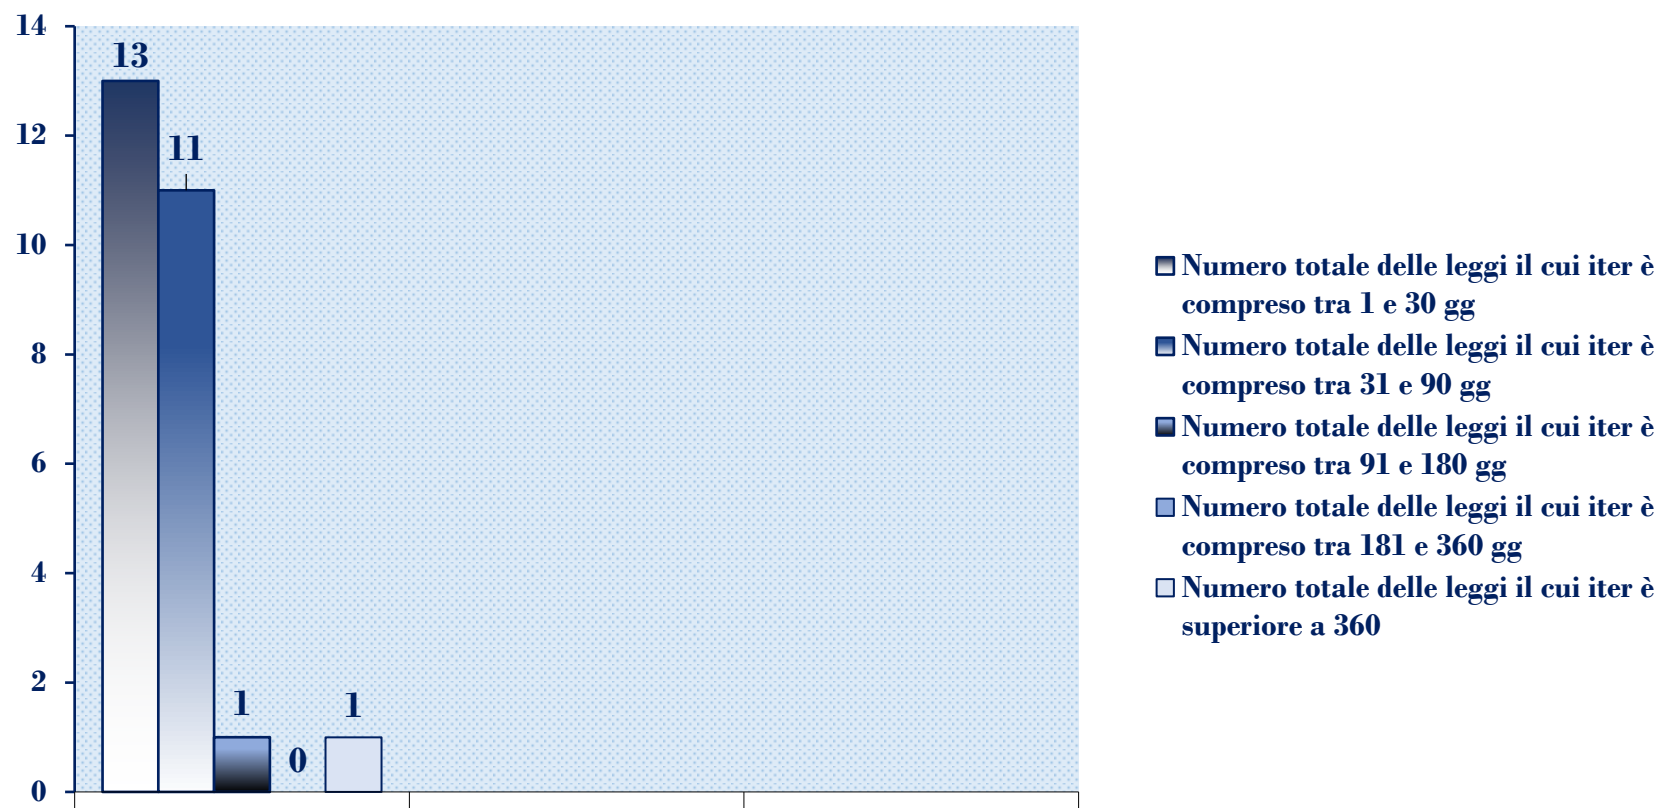 14
12
10
8
6
4
2
0
13
11
1
0
1
Numero totale delle leggi il cui iter è
compreso tra 1 e 30 gg
Numero totale delle leggi il cui iter è
compreso tra 31 e 90 gg
Numero totale delle leggi il cui iter è
compreso tra 91 e 180 gg
Numero totale delle leggi il cui iter è
compreso tra 181 e 360 gg
Numero totale delle leggi il cui iter è
superiore a 360